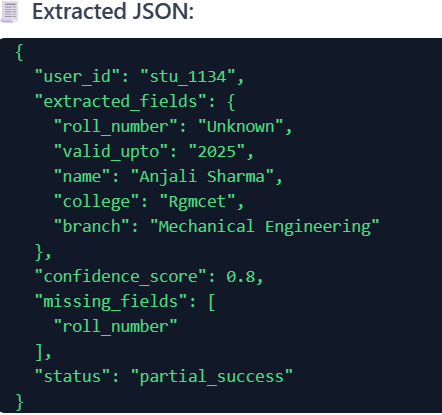 Extracted JSON:
{
  "user_id": "stu_1134",
  "extracted_fields": {
    "roll_number": "Unknown",
    "valid_upto": "2025",
    "name": "Anjali Sharma",
    "college": "Rgmcet",
    "branch": "Mechanical Engineering"
  },
  "confidence_score": 0.8,
  "missing_fields": [
    "roll_number"
  ],
  "status": "partial_success"
}